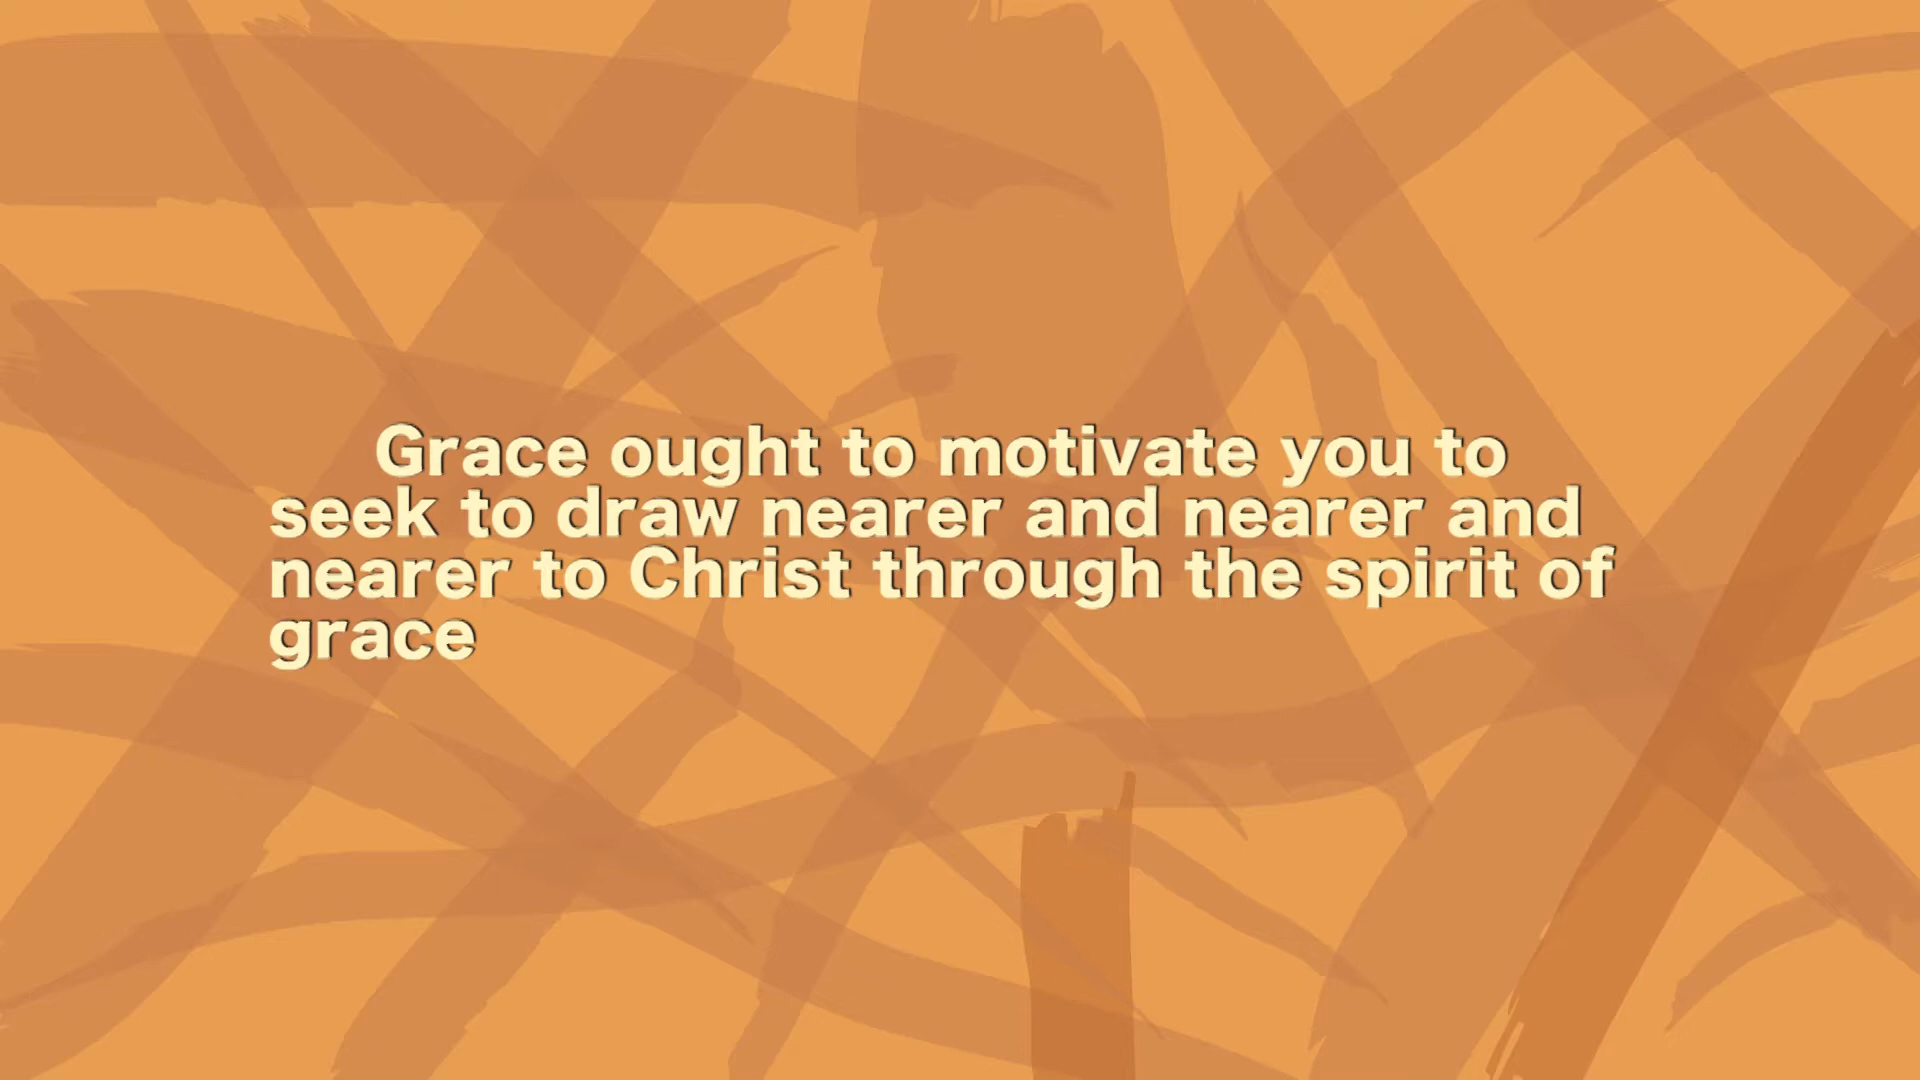 Grace ought to motivate you to
seek to draw nearer and nearer and
nearer to Christ through the spirit of
grace